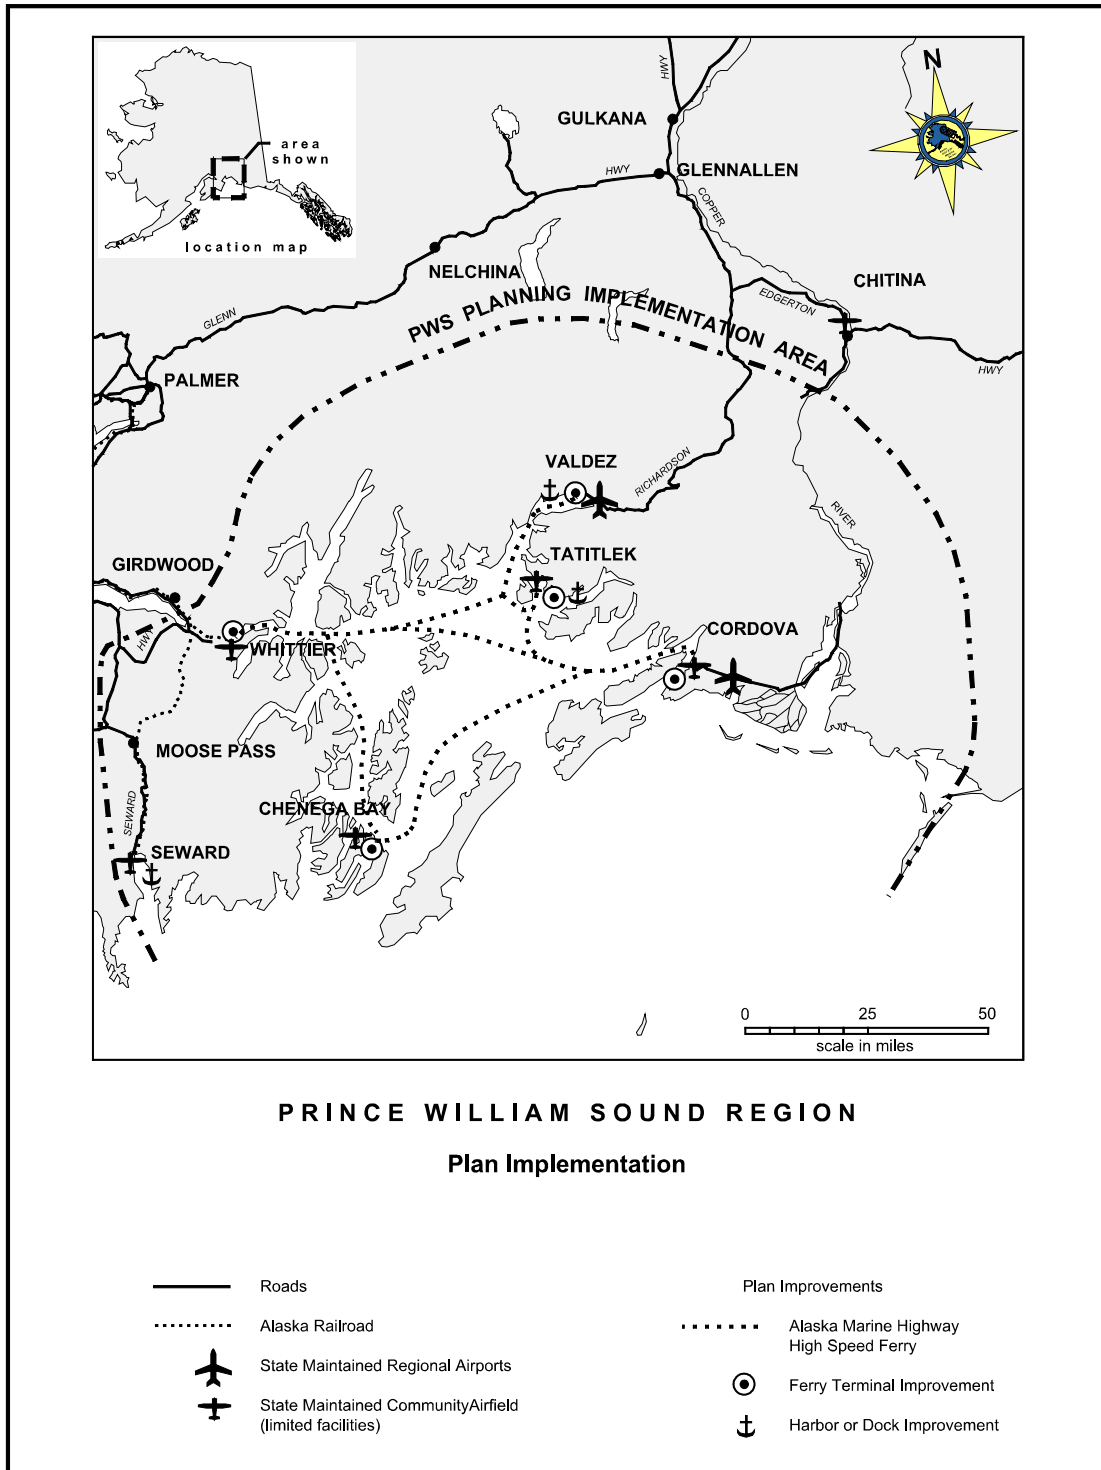 N
HWY
GULKANA
area
shown
HWY
GLENNALLEN
COPPER
location map
NELCHINA
CHITINA
EDGERTON
PWS PLANNING IMPLEMENTATION AREA
GLENN
HWY
PALMER
VALDEZ
RICHARDSON
RIVER
TATITLEK
GIRDWOOD
CORDOVA
HWY
WHITTIER
MOOSE PASS
SEWARD
CHENEGA BAY
SEWARD
0 25 50
scale in miles
PRINCE WILLIAM SOUND REGION
Plan Implementation
Roads
Alaska Railroad
State Maintained Regional Airports
State Maintained CommunityAirfield
(limited facilities)
Plan Improvements
Alaska Marine Highway
High Speed Ferry
Ferry Terminal Improvement
Harbor or Dock Improvement